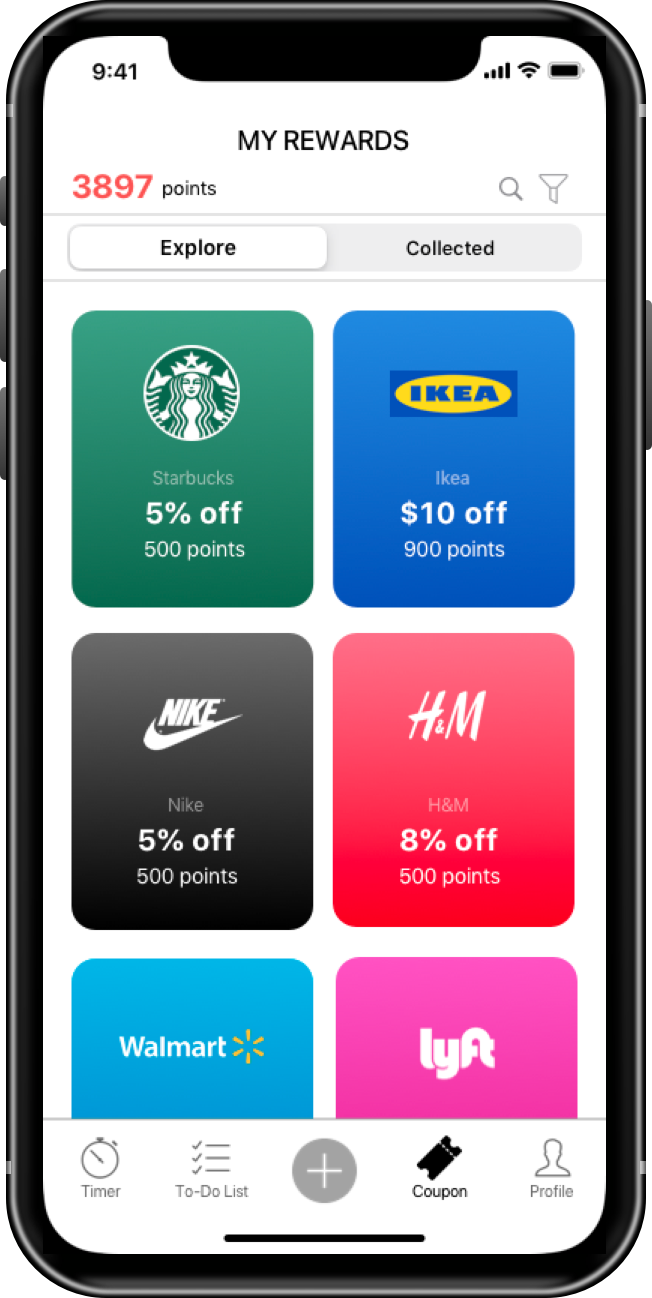 9:41
MY REWARDS
3897 points
Explore Collected
IKEA
Starbucks Ikea
5% off $10 off
500 points 900 points
NIKE H&M
Nike H&M
5% off 8% off
500 points 500 points
Walmart lyft
Timer To-Do List Coupon Profile